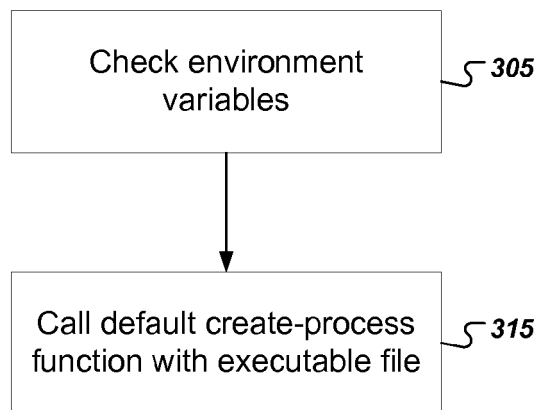 Check environment
variables
305
Call default create-process
function with executable file
315